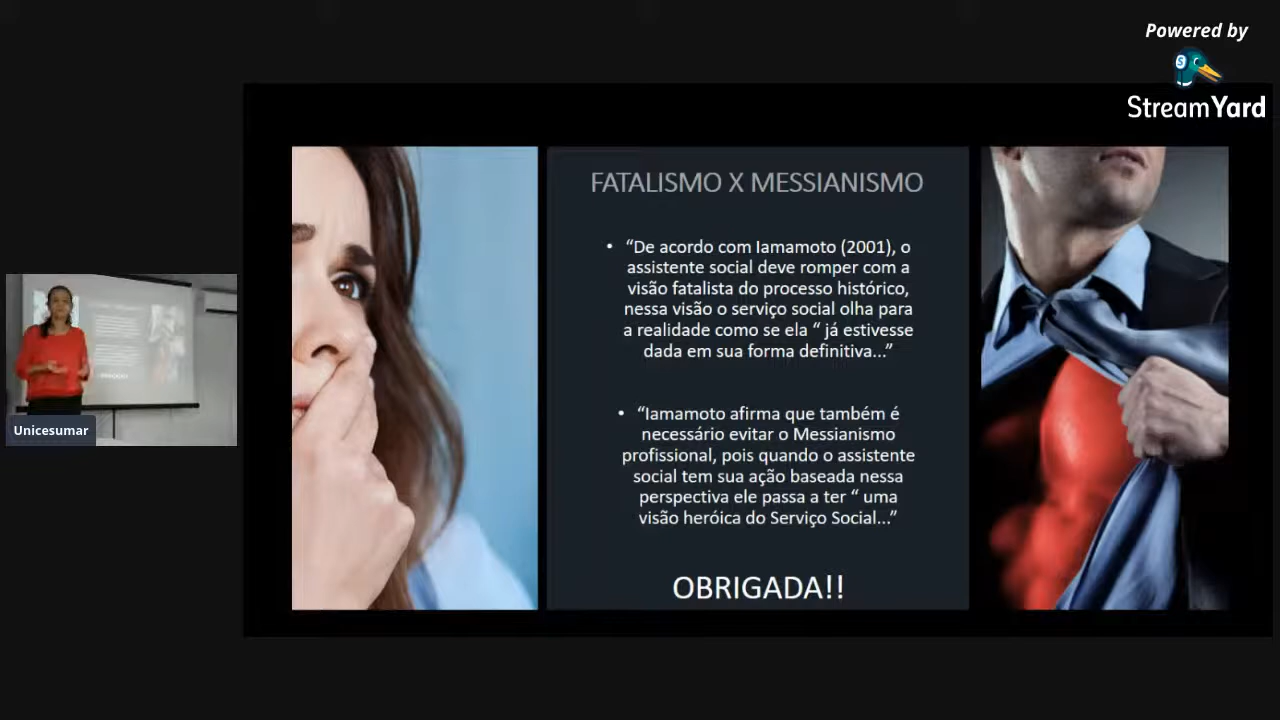 Powered by
StreamYard
FATALISMO X MESSIANISMO
• “De acordo com Iamamoto (2001), o
assistente social deve romper com a
visão fatalista do processo histórico,
nessa visão o serviço social olha para
a realidade como se ela “ já estivesse
dada em sua forma definitiva...”
• “Iamamoto afirma que também é
necessário evitar o Messianismo
profissional, pois quando o assistente
social tem sua ação baseada nessa
perspectiva ele passa a ter “ uma
visão heróica do Serviço Social...”
OBRIGADA!!
Unicesumar